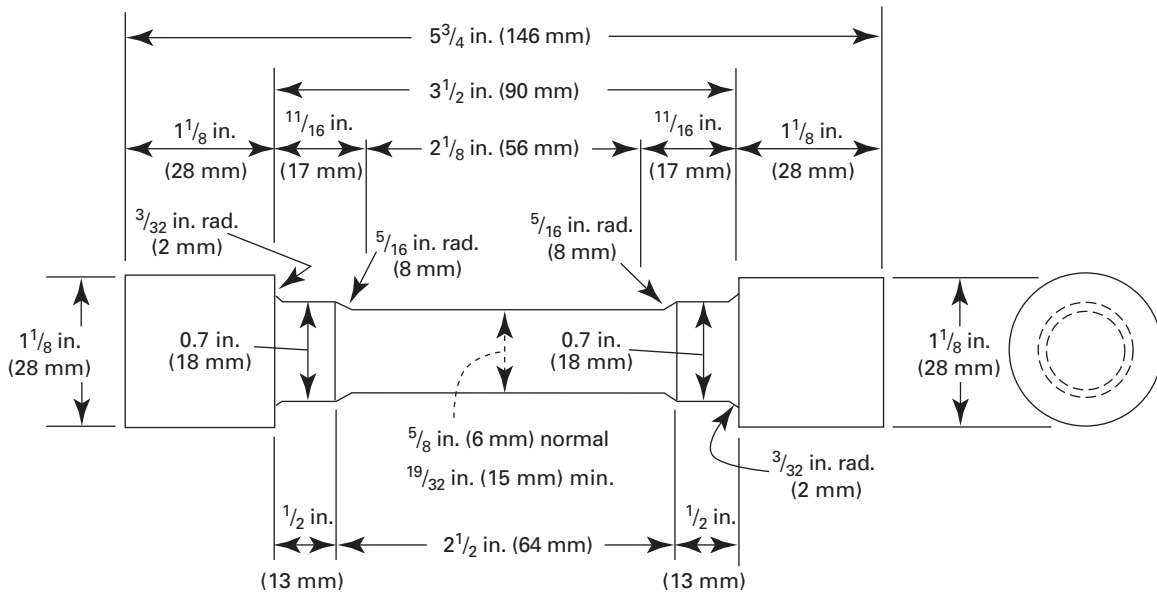 5 3/4 in. (146 mm)
3 1/2 in. (90 mm)
1 1/8 in.
(28 mm)
11/16 in.
(17 mm)
2 1/8 in. (56 mm)
11/16 in.
(17 mm)
1 1/8 in.
(28 mm)
3/32 in. rad.
(2 mm)
5/16 in. rad.
(8 mm)
5/16 in. rad.
(8 mm)
1 1/8 in.
(28 mm)
0.7 in.
(18 mm)
0.7 in.
(18 mm)
1 1/8 in.
(28 mm)
5/8 in. (6 mm) normal
19/32 in. (15 mm) min.
3/32 in. rad.
(2 mm)
1/2 in.
(13 mm)
2 1/2 in. (64 mm)
1/2 in.
(13 mm)